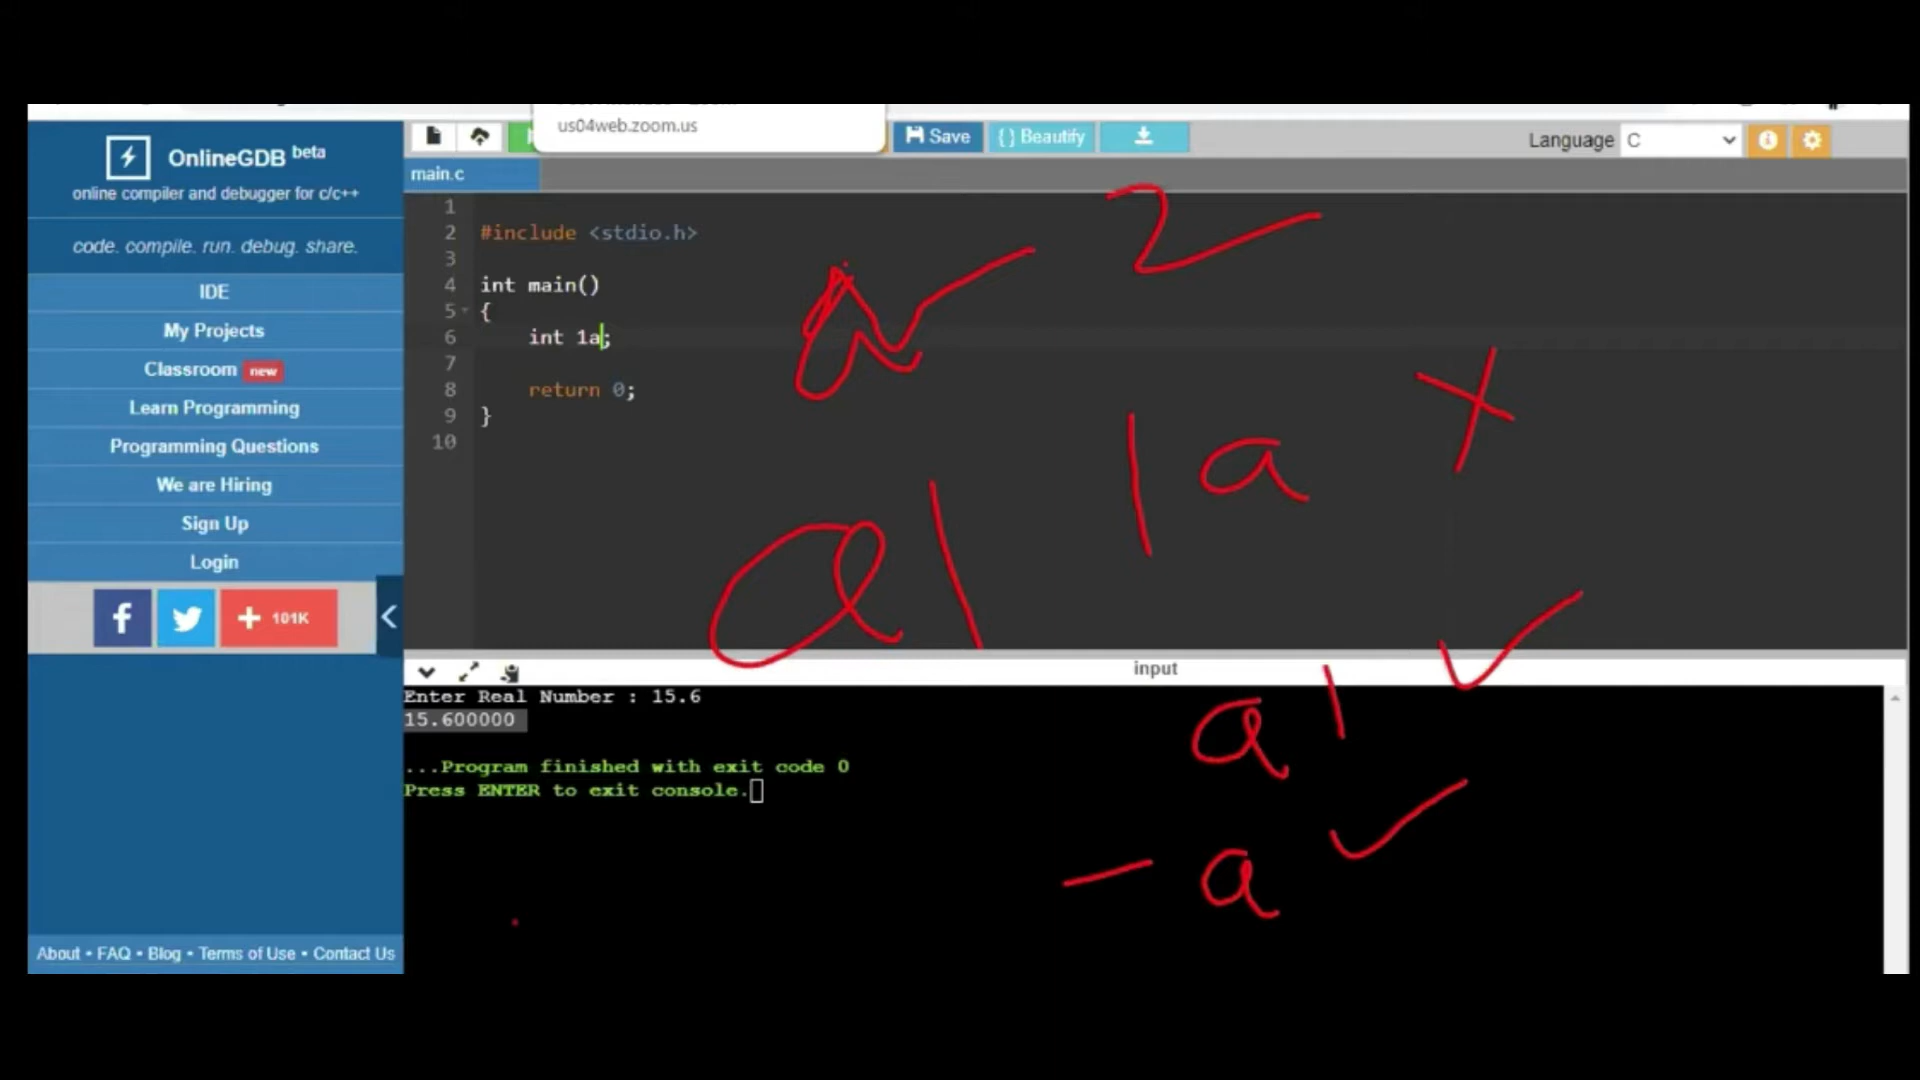 us04web.zoom.us
Save
{} Beautify
Language C
OnlineGDB beta
online compiler and debugger for c/c++
code. compile. run. debug. share.
IDE
My Projects
Classroom new
Learn Programming
Programming Questions
We are Hiring
Sign Up
Login
f
+ 101K
About • FAQ • Blog • Terms of Use • Contact Us
main.c
1
2 #include <stdio.h>
3
4 int main()
5 {
6 int 1a;
7
8 return 0;
9 }
10
a
2
1a
a1
input
Enter Real Number : 15.6
15.600000
...Program finished with exit code 0
Press ENTER to exit console.
a1
_a